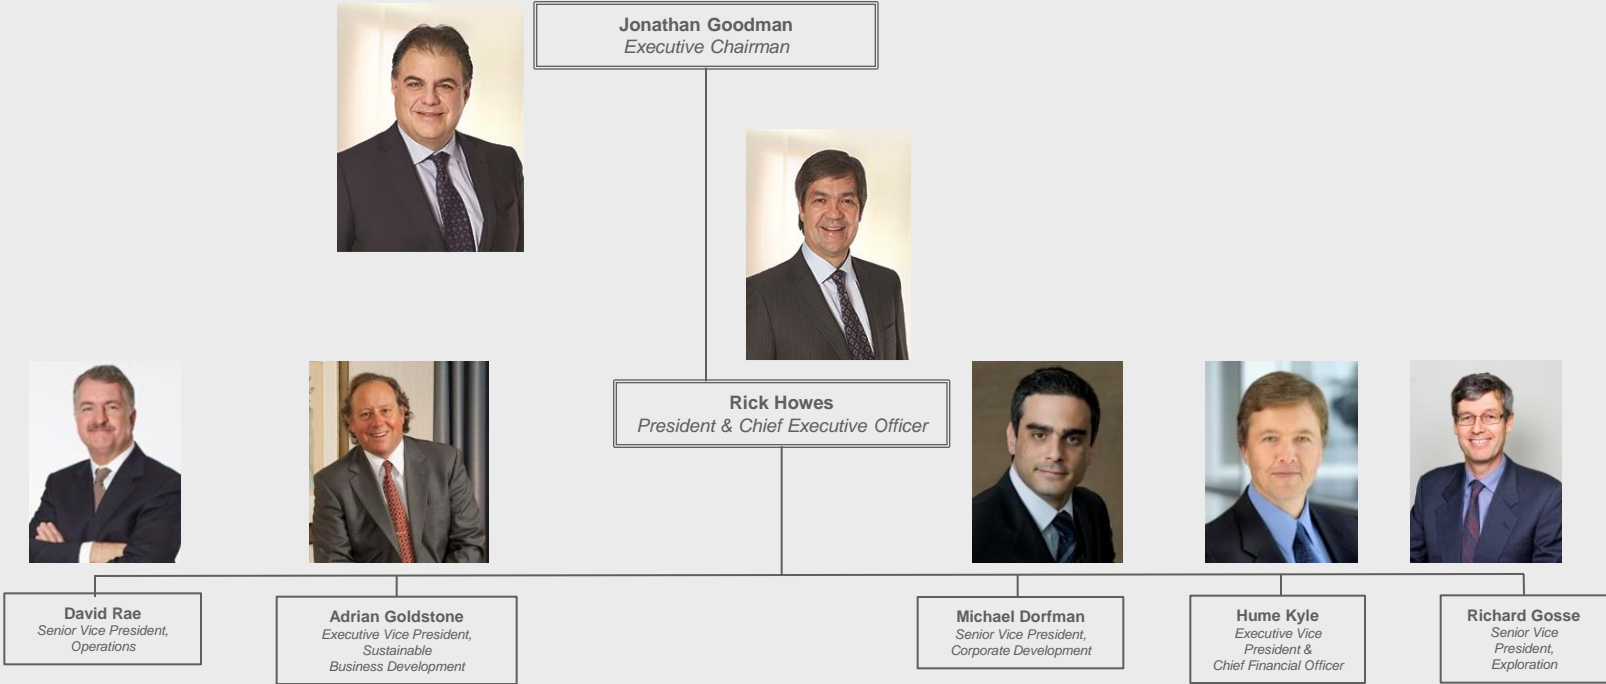 Jonathan Goodman
Executive Chairman
Rick Howes
President & Chief Executive Officer
David Rae
Senior Vice President,
Operations
Adrian Goldstone
Executive Vice President,
Sustainable
Business Development
Michael Dorfman
Senior Vice President,
Corporate Development
Hume Kyle
Executive Vice
President &
Chief Financial Officer
Richard Gosse
Senior Vice
President,
Exploration